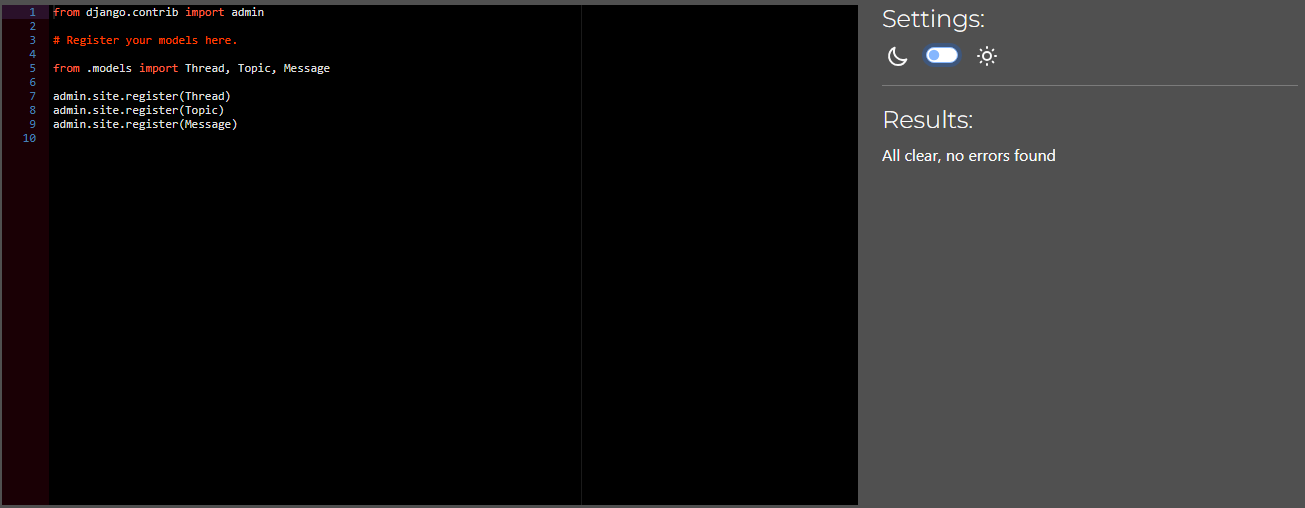 1 from django.contrib import admin
2
3 # Register your models here.
4
5 from .models import Thread, Topic, Message
6
7 admin.site.register(Thread)
8 admin.site.register(Topic)
9 admin.site.register(Message)
10
Settings:
Results:
All clear, no errors found